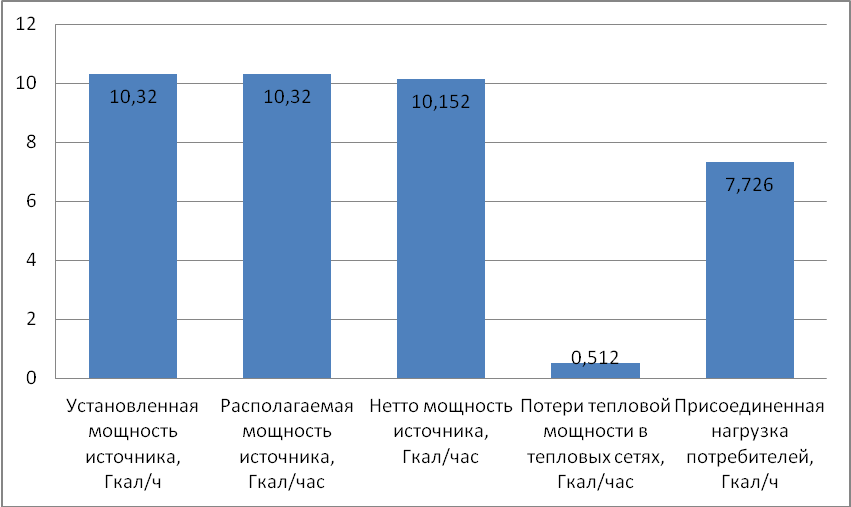 12
10
8
6
4
2
0
10,32
10,32
10,152
0,512
7,726
Установленная
мощность
источника,
Гкал/ч
Располагаемая
мощность
источника,
Гкал/час
Нетто мощность
источника,
Гкал/час
Потери тепловой
мощности в
тепловых сетях,
Гкал/час
Присоединенная
нагрузка
потребителей,
Гкал/ч